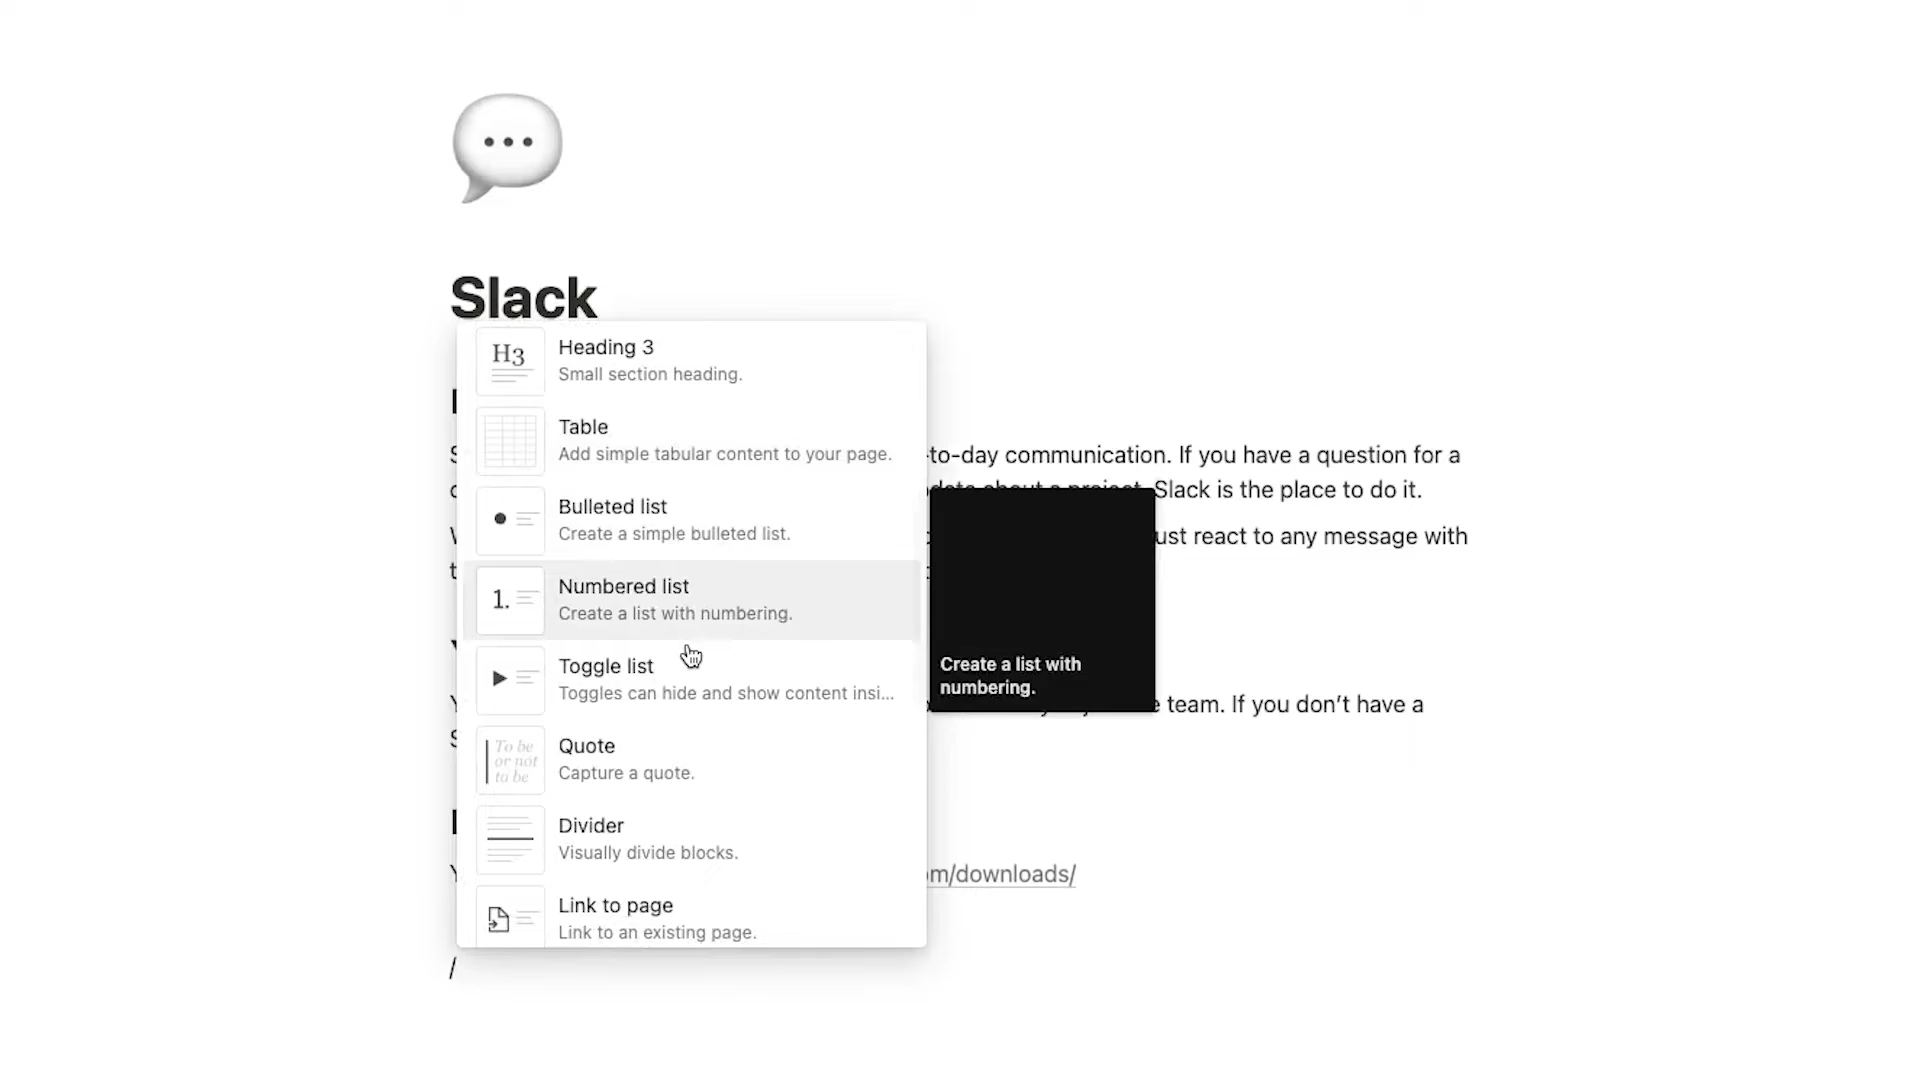 Slack
H3
Heading 3
Small section heading.
Table
Add simple tabular content to your page.
-to-day communication. If you have a question for a
Slack is the place to do it.
Bulleted list
Create a simple bulleted list.
ust react to any message with
1.
Numbered list
Create a list with numbering.
Create a list with
numbering.
Toggle list
Toggles can hide and show content insi...
e team. If you don’t have a
To be
or not
to be
Quote
Capture a quote.
Divider
Visually divide blocks.
m/downloads/
Link to page
Link to an existing page.
/